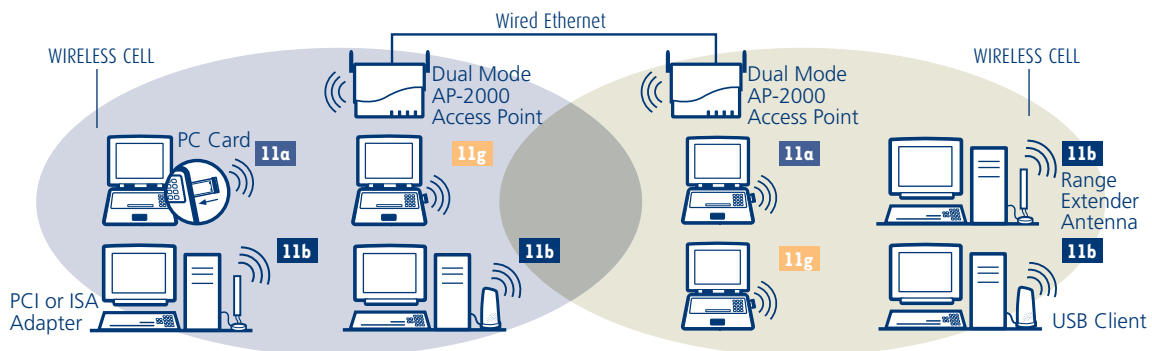 Wired Ethernet
WIRELESS CELL
WIRELESS CELL
Dual Mode
AP-2000
Access Point
Dual Mode
AP-2000
Access Point
PC Card
11a
11g
11a
11b
Range
Extender
Antenna
11b
11b
11g
11b
PCI or ISA
Adapter
USB Client